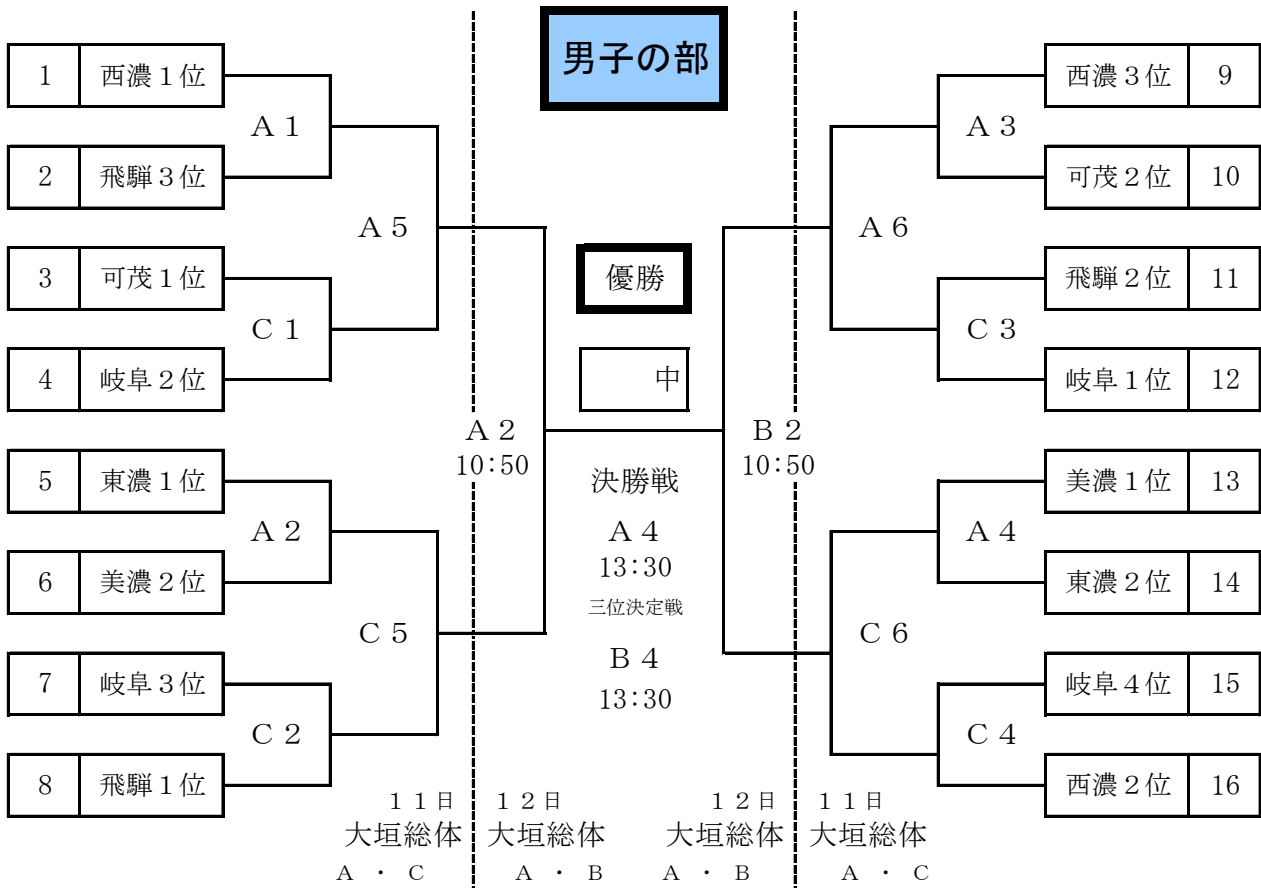 男子の部
1 西濃１位
A１
2 飛騨３位
A５
3 可茂１位
C１
4 岐阜２位
A２
10:50
5 東濃１位
A２
6 美濃２位
C５
7 岐阜３位
C２
8 飛騨１位
優勝
中
決勝戦
A４
13:30
三位決定戦
B４
13:30
西濃３位 9
A３
可茂２位 10
A６
飛騨２位 11
C３
岐阜１位 12
B２
10:50
美濃１位 13
A４
東濃２位 14
C６
岐阜４位 15
C４
西濃２位 16
１１日 １２日 １２日 １１日
大垣総体 大垣総体 大垣総体 大垣総体
A ・ C A ・ B A ・ B A ・ C